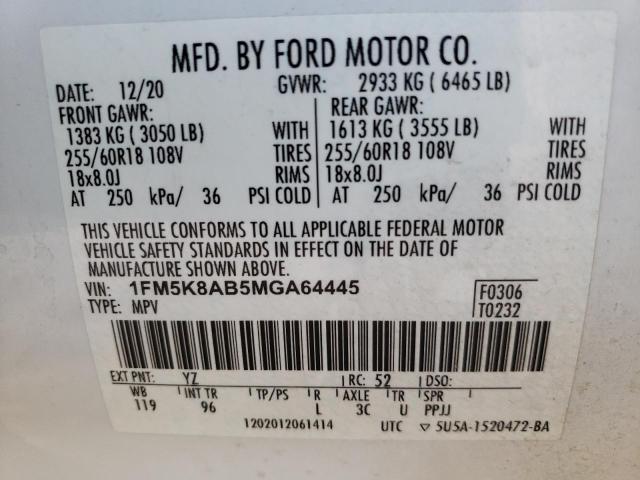 MFD. BY FORD MOTOR CO.
DATE: 12/20 GVWR: 2933 KG ( 6465 LB)
FRONT GAWR: REAR GAWR:
1383 KG ( 3050 LB) WITH 1613 KG ( 3555 LB) WITH
255/60R18 108V TIRES 255/60R18 108V TIRES
18x8.0J RIMS 18x8.0J RIMS
AT 250 kPa/ 36 PSI COLD AT 250 kPa/ 36 PSI COLD
THIS VEHICLE CONFORMS TO ALL APPLICABLE FEDERAL MOTOR
VEHICLE SAFETY STANDARDS IN EFFECT ON THE DATE OF
MANUFACTURE SHOWN ABOVE.
VIN: 1FM5K8AB5MGA64445 F0306
TYPE: MPV T0232
EXT PNT: YZ RC: 52 DSO:
WB INT TR TP/PS R AXLE TR SPR
119 96 L 3C U PPJJ
1202012061414 UTC ▽ 5U5A-1520472-BA